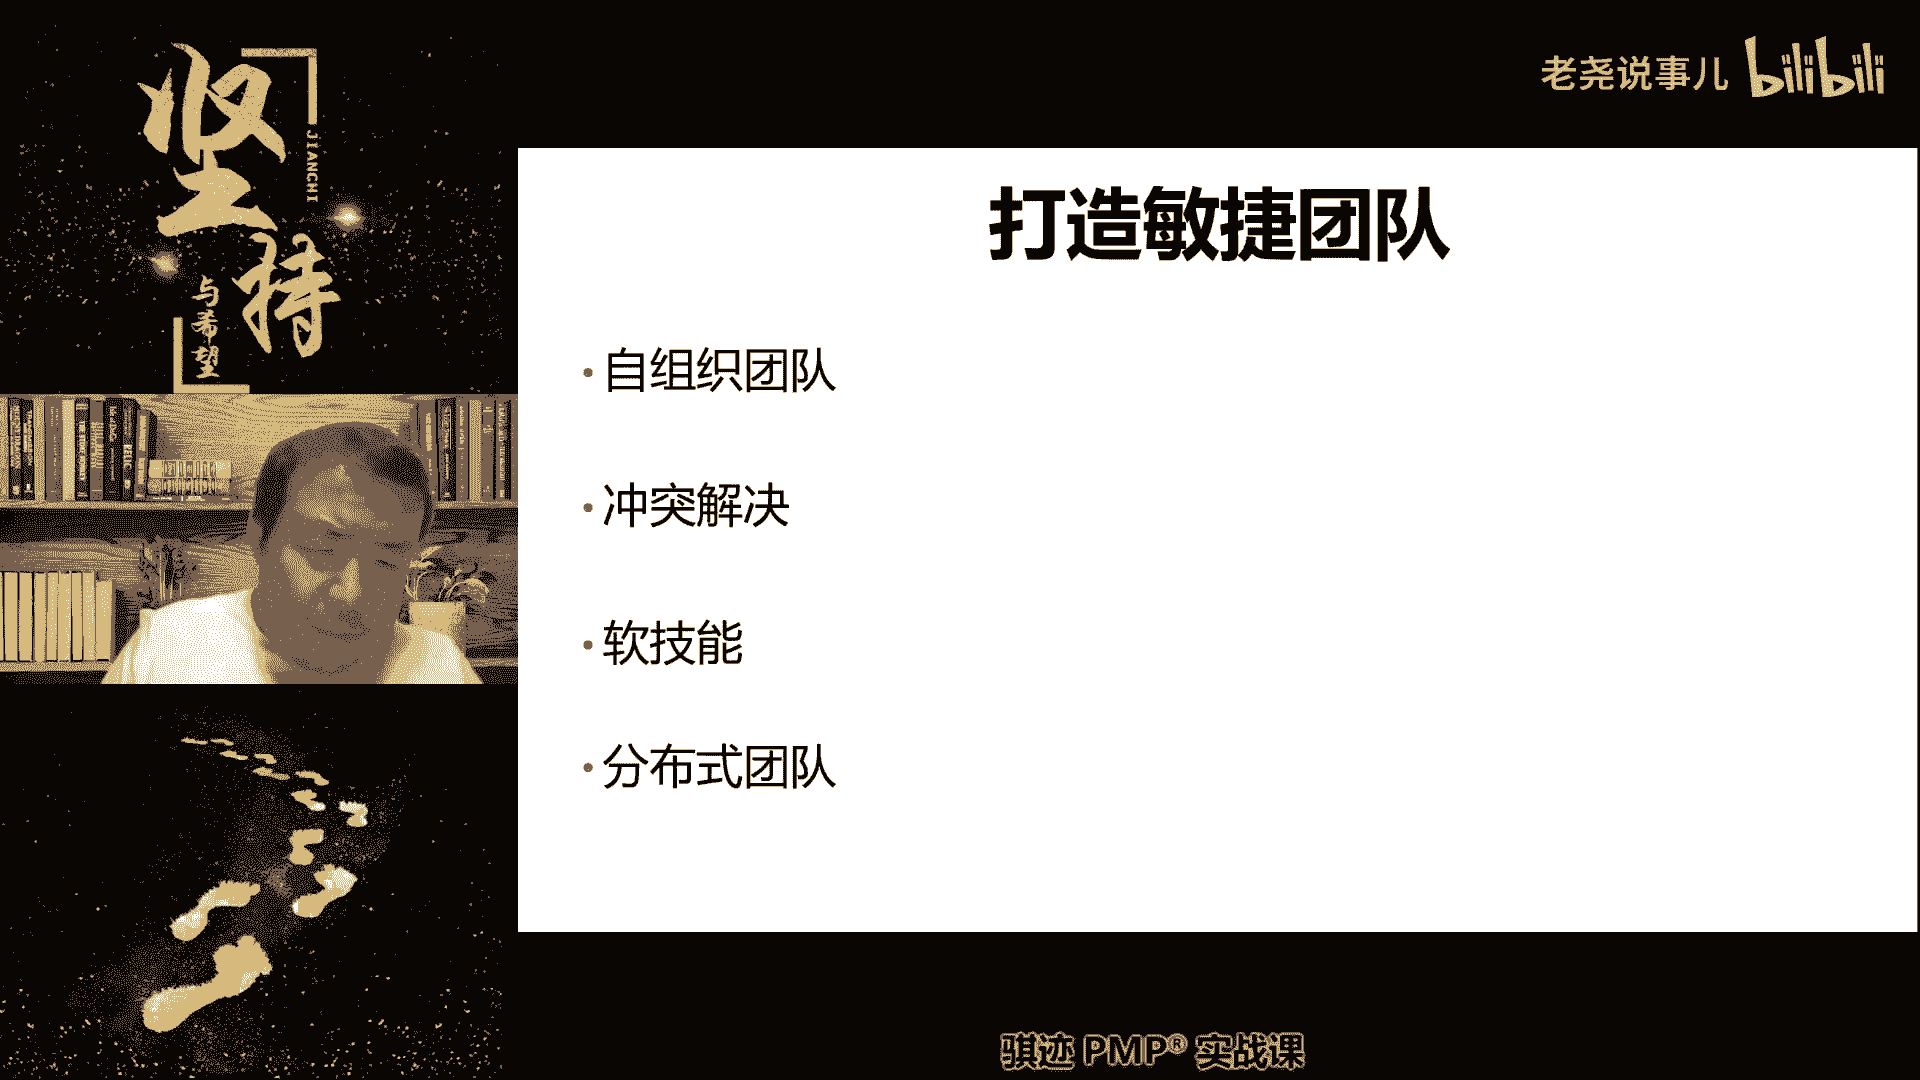 坚持
JIANCHI
与希望
老尧说事儿 bilibili
打造敏捷团队
·自组织团队
·冲突解决
·软技能
·分布式团队
骐迹 PMP® 实战课